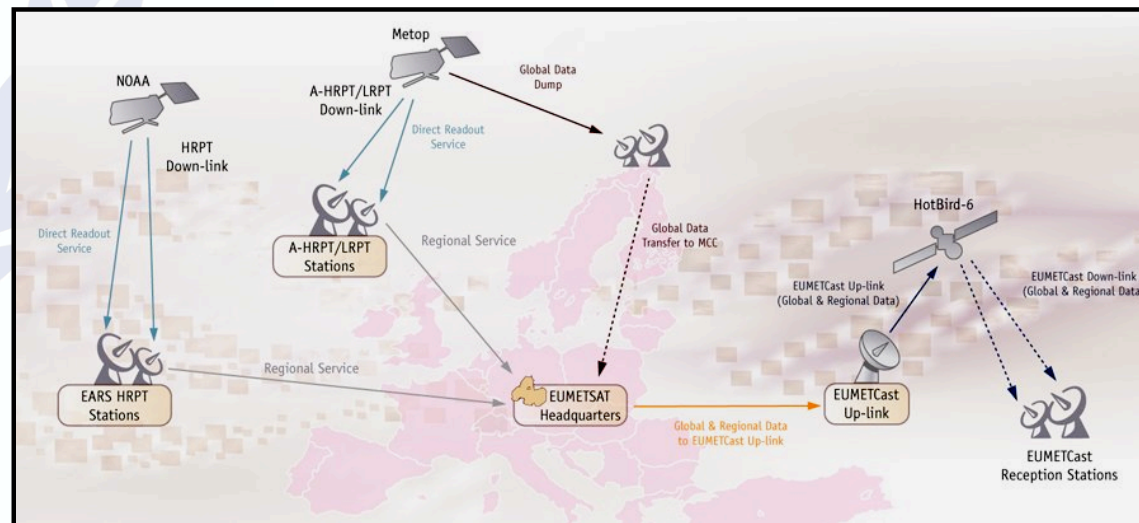 Metop
NOAA
Global Data
Dump
A-HRPT/LRPT
Down-link
Direct Readout
Service
HRPT
Down-link
HotBird-6
Direct Readout
Service
A-HRPT/LRPT
Stations
Regional Service
Global Data
Transfer to MCC
EUMETCast Up-link
(Global & Regional Data)
EUMETCast Down-link
(Global & Regional Data
Regional Service
EARS HRPT
Stations
EUMETSAT
Headquarters
Global & Regional Data
to EUMETCast Up-link
EUMETCast
Up-link
EUMETCast
Reception Stations